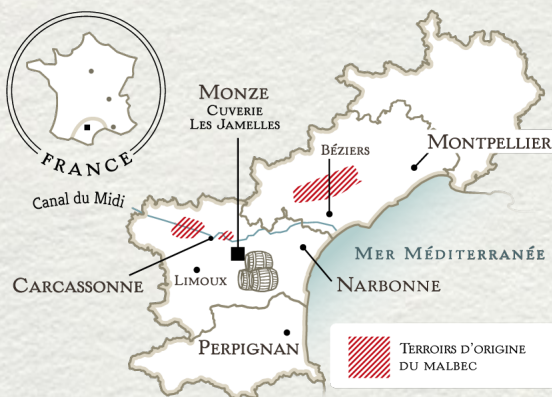 FRANCE
Monze
Cuverie
Les Jamelles
Montpellier
Béziers
Canal du Midi
Mer Méditerranée
Carcassonne
Limoux
Narbonne
Perpignan
Terroirs d'origine
du malbec